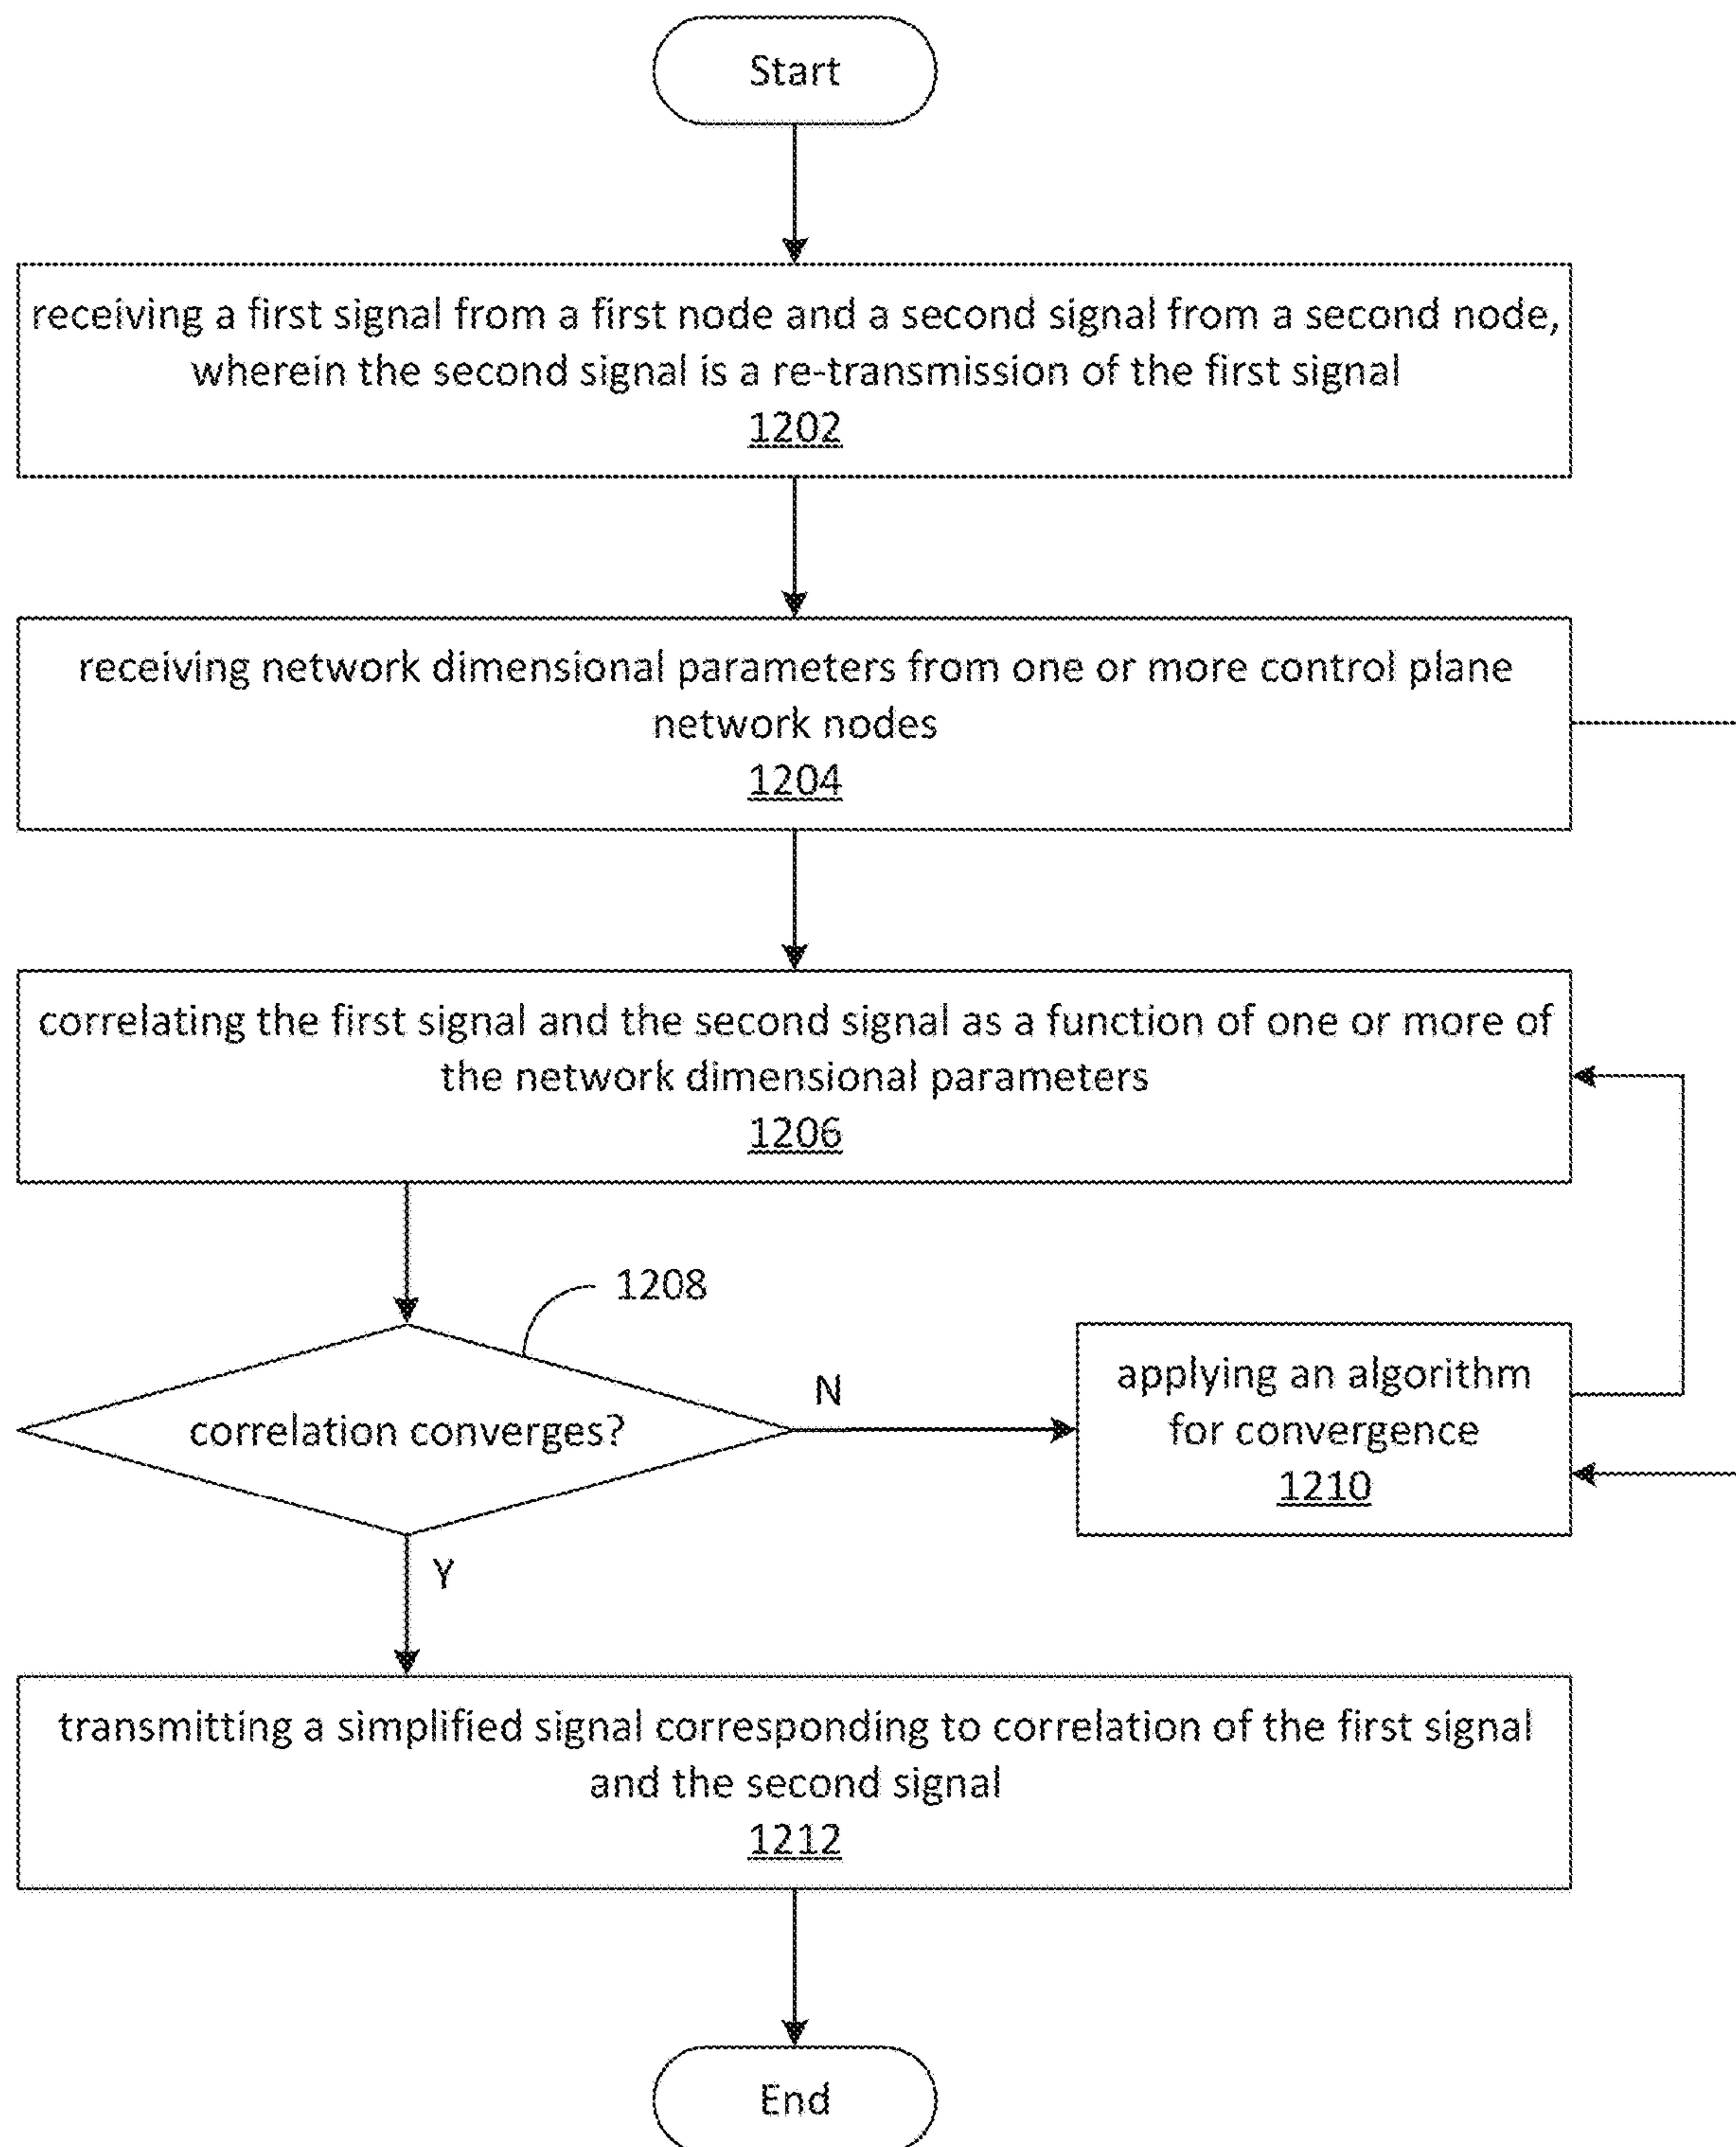 Start
receiving a first signal from a first node and a second signal from a second node,
wherein the second signal is a re-transmission of the first signal
1202
receiving network dimensional parameters from one or more control plane
network nodes
1204
correlating the first signal and the second signal as a function of one or more of
the network dimensional parameters
1206
1208
correlation converges?
N
applying an algorithm
for convergence
1210
Y
transmitting a simplified signal corresponding to correlation of the first signal
and the second signal
1212
End